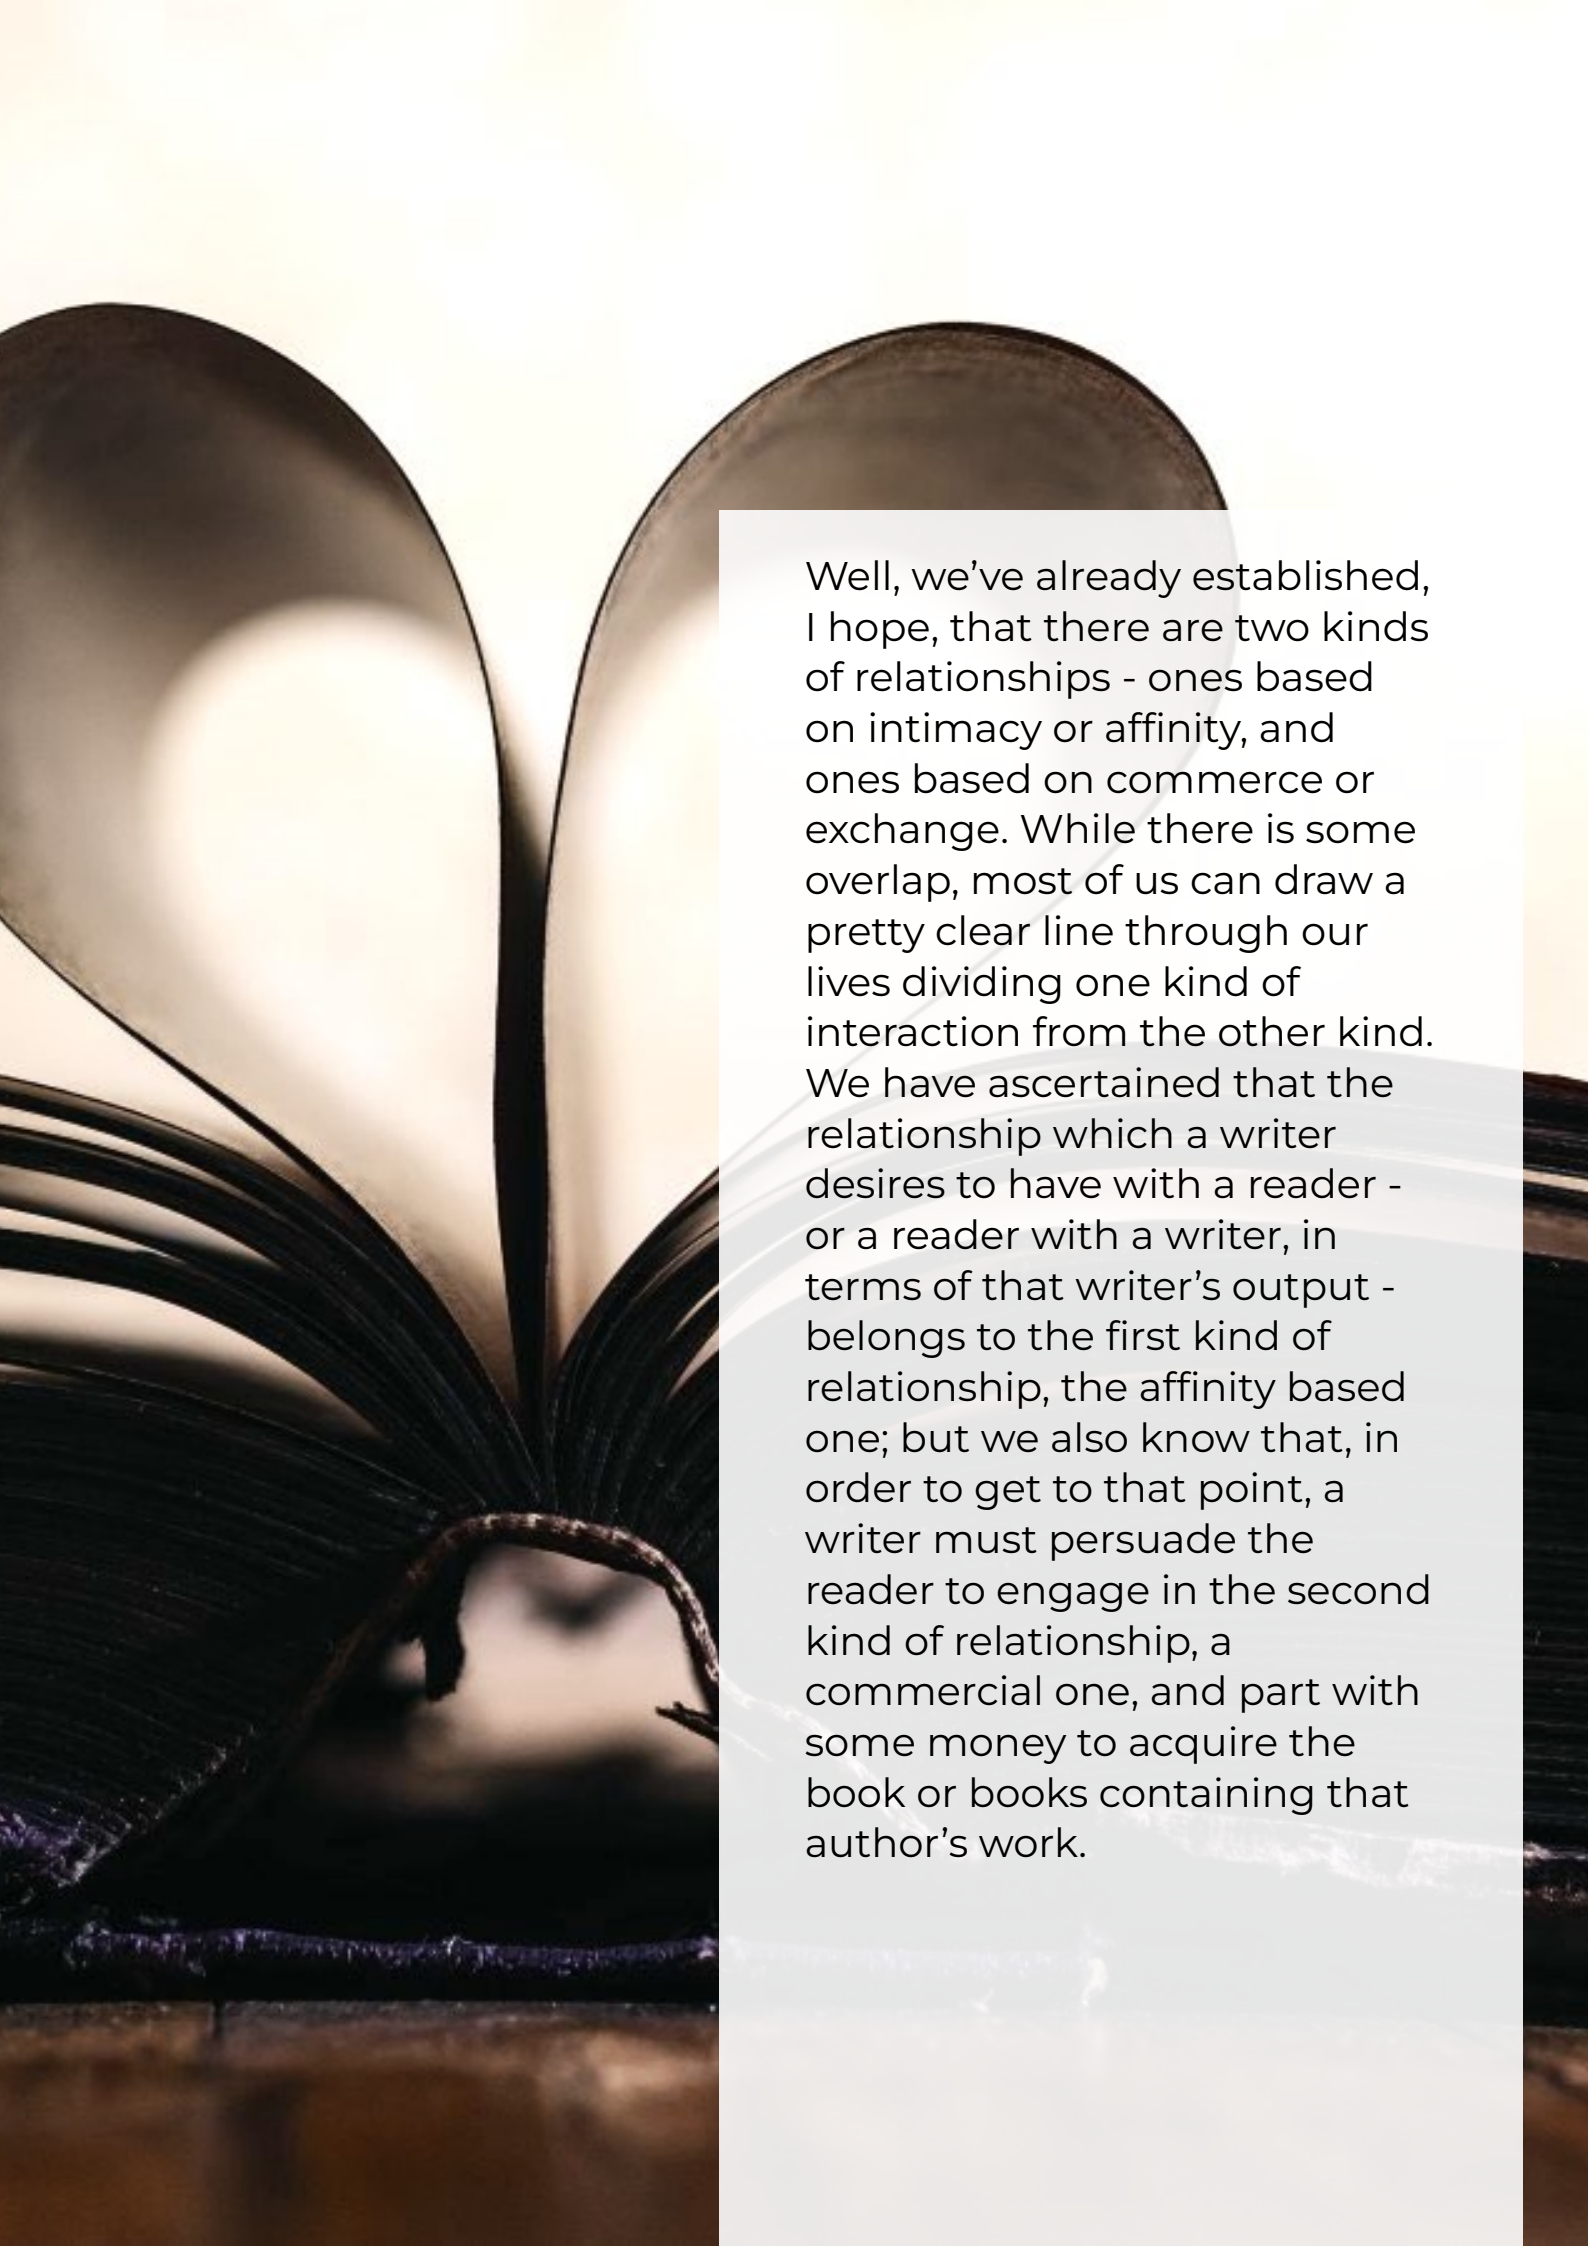 Well, we’ve already established,
I hope, that there are two kinds
of relationships - ones based
on intimacy or affinity, and
ones based on commerce or
exchange. While there is some
overlap, most of us can draw a
pretty clear line through our
lives dividing one kind of
interaction from the other kind.
We have ascertained that the
relationship which a writer
desires to have with a reader -
or a reader with a writer, in
terms of that writer’s output -
belongs to the first kind of
relationship, the affinity based
one; but we also know that, in
order to get to that point, a
writer must persuade the
reader to engage in the second
kind of relationship, a
commercial one, and part with
some money to acquire the
book or books containing that
author’s work.